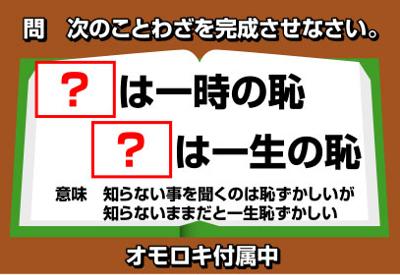 問　次のことわざを完成させなさい。
？は一時の恥
？は一生の恥
意味　知らない事を聞くのは恥ずかしいが
知らないままだと一生恥ずかしい
オモロキ付属中